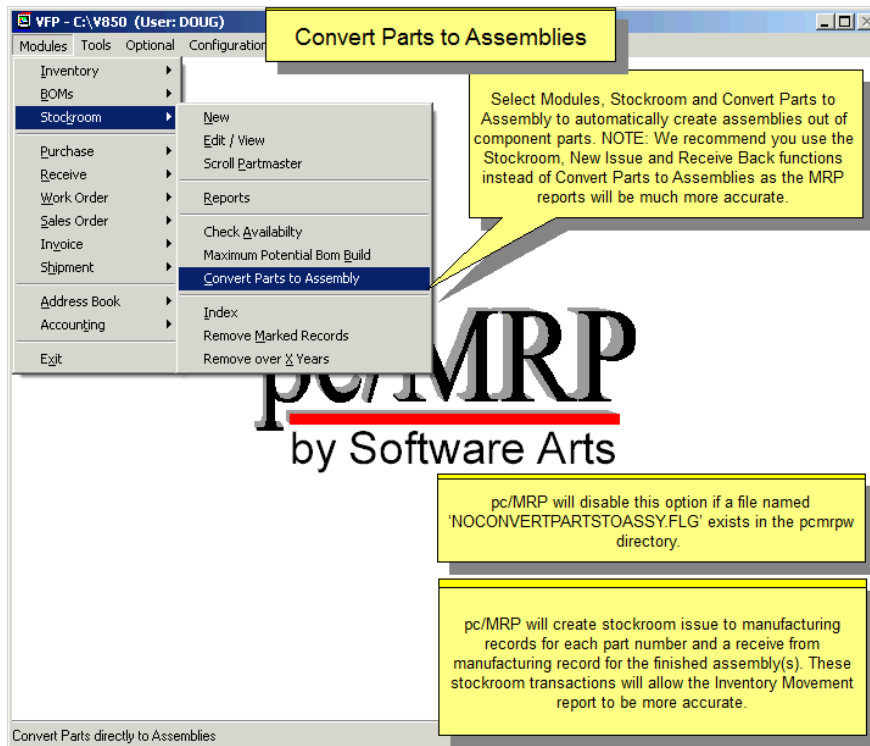 VFP - C:\V850 (User: DOUG)
Modules Tools Optional Configuration
Convert Parts to Assemblies
Inventory
BOMs
Stockroom
Purchase
Receive
Work Order
Sales Order
Invoice
Shipment
Address Book
Accounting
Exit
New
Edit / View
Scroll Partmaster
Reports
Check Availabilty
Maximum Potential Bom Build
Convert Parts to Assembly
Index
Remove Marked Records
Remove over X Years
Select Modules, Stockroom and Convert Parts to
Assembly to automatically create assemblies out of
component parts. NOTE: We recommend you use the
Stockroom, New Issue and Receive Back functions
instead of Convert Parts to Assemblies as the MRP
reports will be much more accurate.
pc/MRP
by Software Arts
pc/MRP will disable this option if a file named
‘NOCONVERTPARTSTOASSY.FLG’ exists in the pcmrpw
directory.
pc/MRP will create stockroom issue to manufacturing
records for each part number and a receive from
manufacturing record for the finished assembly(s). These
stockroom transactions will allow the Inventory Movement
report to be more accurate.
Convert Parts directly to Assemblies